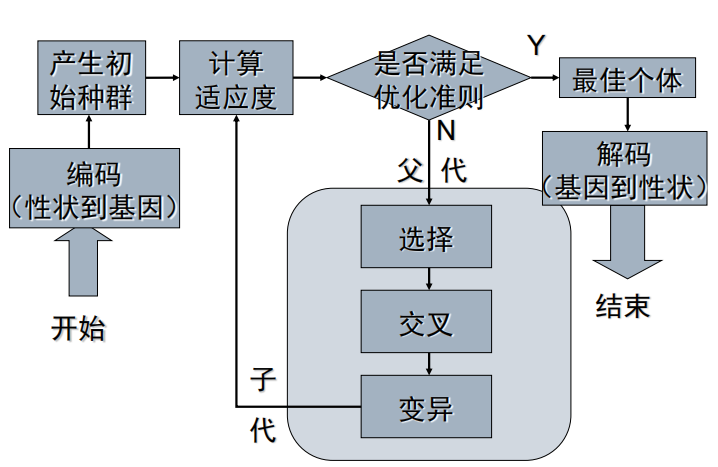 产生初
始种群
计算
适应度
是否满足
优化准则
Y
最佳个体
N
编码
（性状到基因）
解码
（基因到性状）
父 代
选择
交叉
变异
开始
结束
子
代